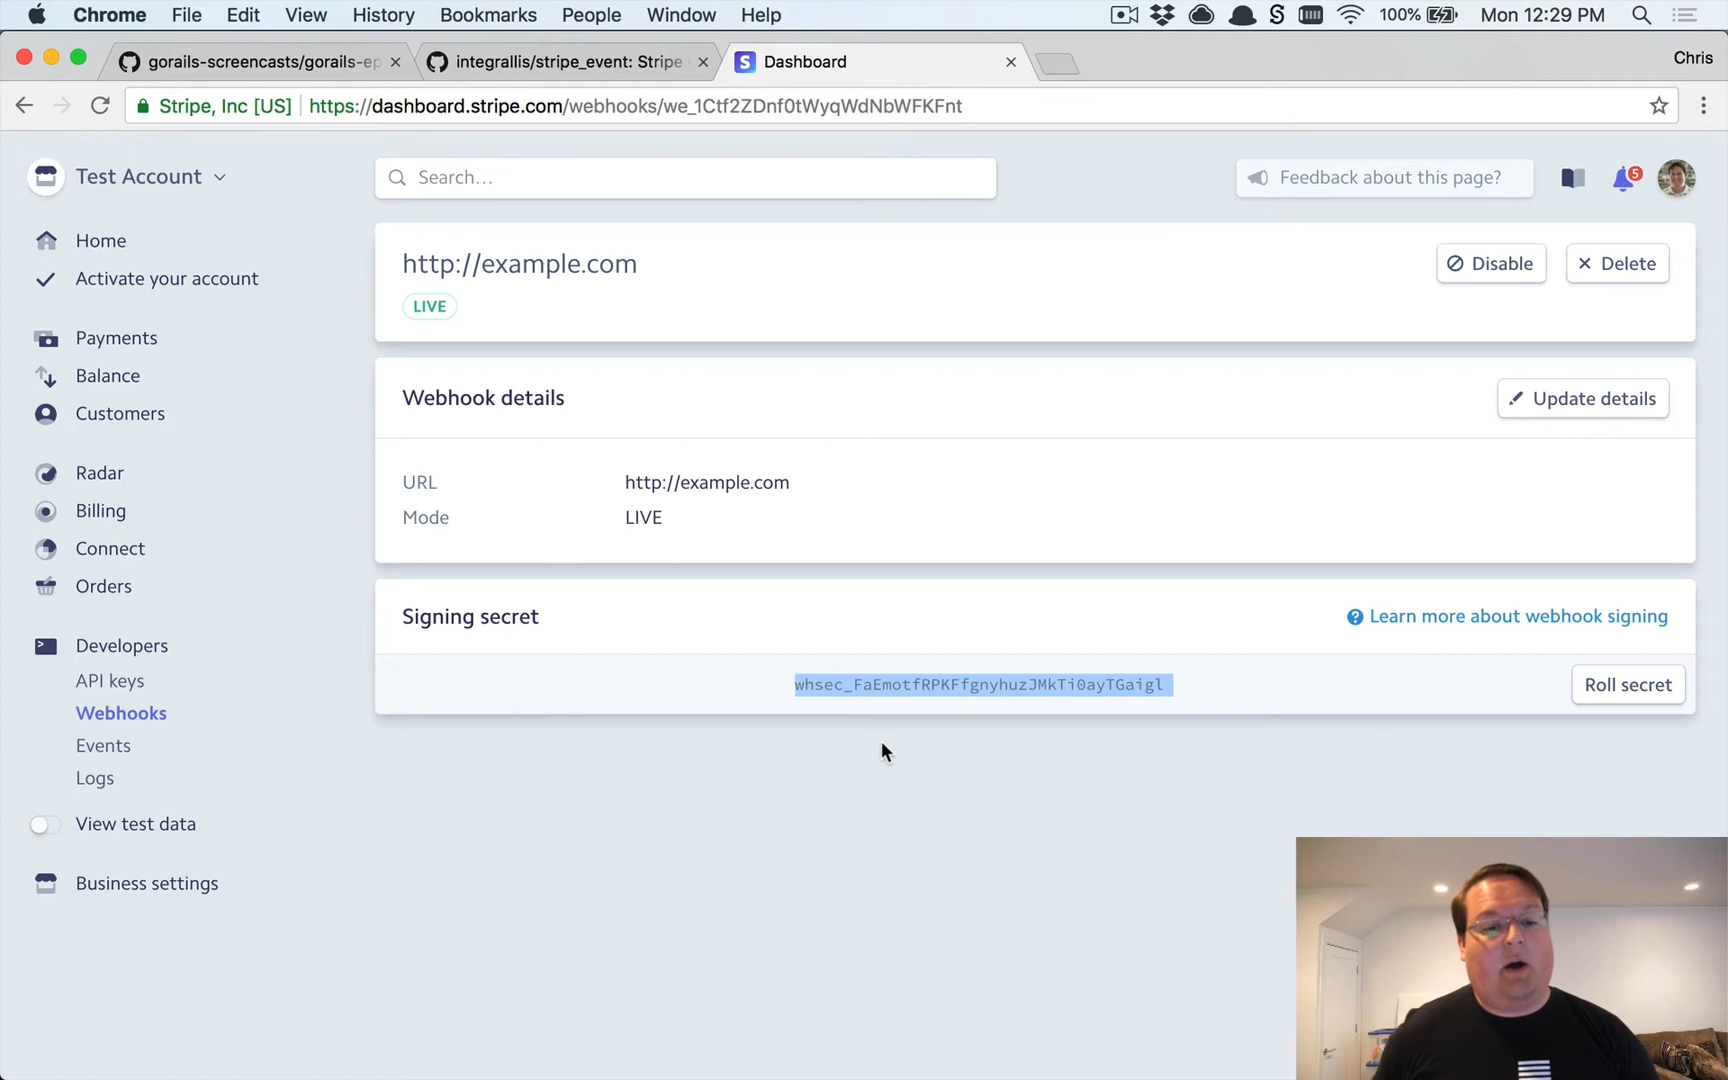 Chrome File Edit View History Bookmarks People Window Help 100% Mon 12:29 PM
gorails-screencasts/gorails-ep integrallis/stripe_event: Stripe Dashboard Chris
Stripe, Inc [US] https://dashboard.stripe.com/webhooks/we_1Ctf2ZDnf0tWyqWdNbWFKFnt
Test Account Search... Feedback about this page? 5
Home
Activate your account
Payments
Balance
Customers
Radar
Billing
Connect
Orders
Developers
API keys
Webhooks
Events
Logs
View test data
Business settings
http://example.com Disable Delete
LIVE
Webhook details Update details
URL http://example.com
Mode LIVE
Signing secret Learn more about webhook signing
whsec_FaEmotfRPKFfgnyhuzJMkTi0ayTGaigl Roll secret